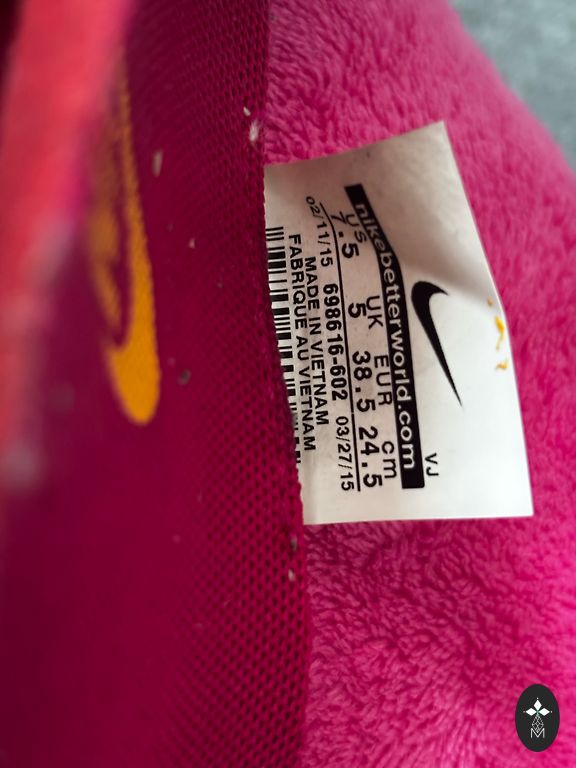 VJ
nikebetterworld.com
US UK EUR cm
7.5 5 38.5 24.5
02/11/15 698616-602 03/27/15
MADE IN VIETNAM
FABRIQUE AU VIETNAM
M